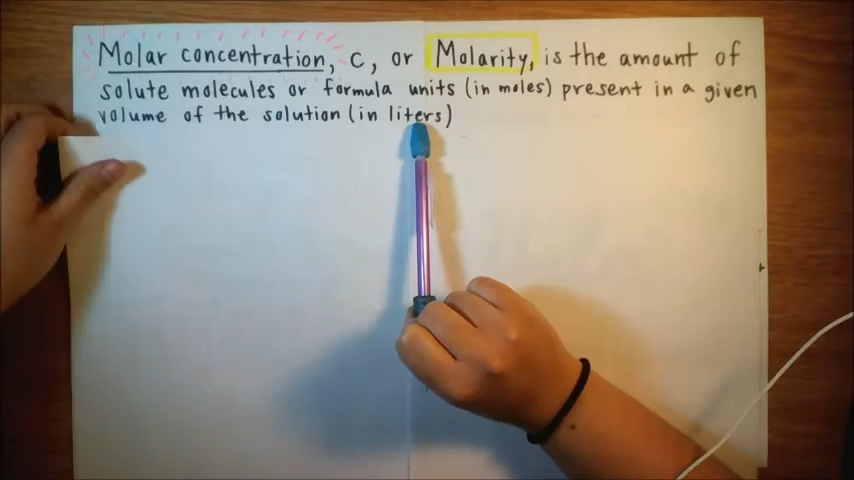 Molar concentration, c, or Molarity, is the amount of
solute molecules or formula units (in moles) present in a given
volume of the solution (in liters)